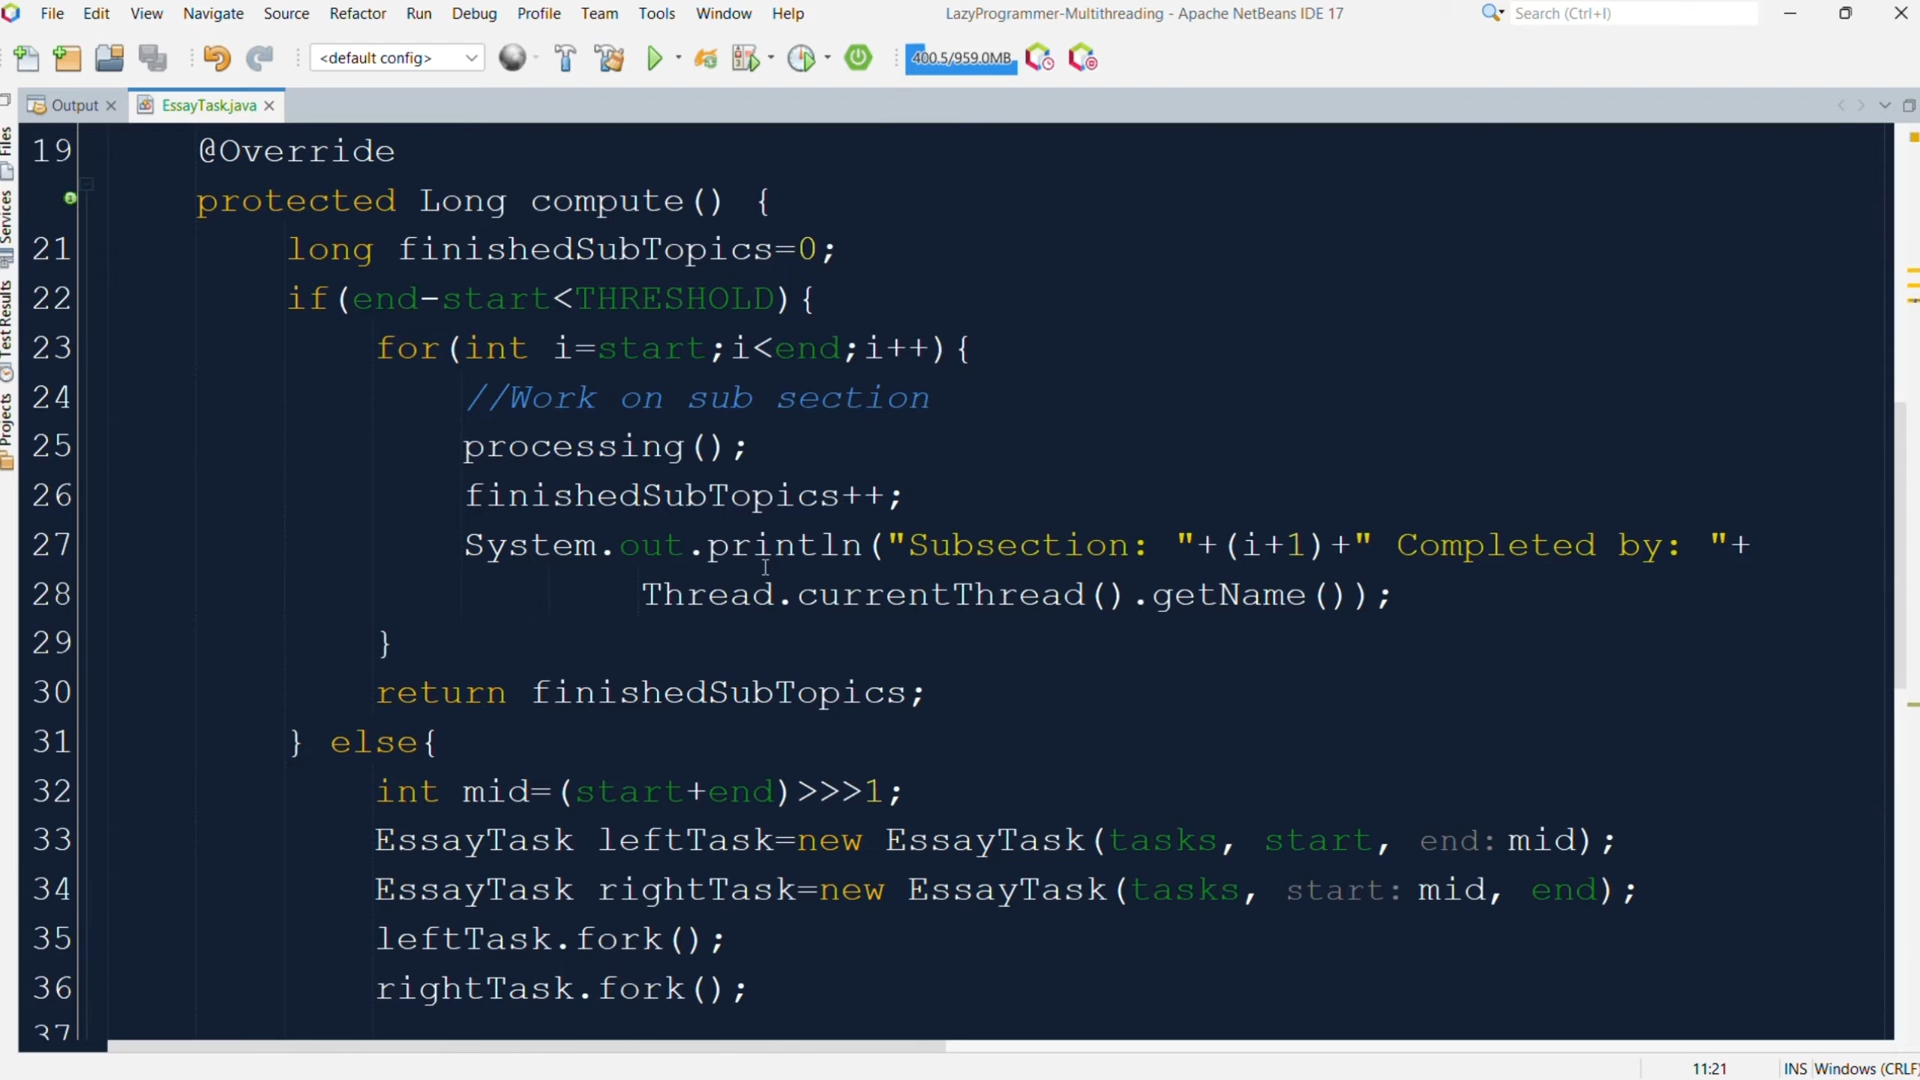 File Edit View Navigate Source Refactor Run Debug Profile Team Tools Window Help
LazyProgrammer-Multithreading - Apache NetBeans IDE 17
Search (Ctrl+I)
<default config>
400.5/959.0MB
Output
EssayTask.java
Files
Services
Test Results
Projects
19 @Override
protected Long compute() {
21 long finishedSubTopics=0;
22 if(end-start<THRESHOLD){
23 for(int i=start;i<end;i++){
24 //Work on sub section
25 processing();
26 finishedSubTopics++;
27 System.out.println("Subsection: "+(i+1)+" Completed by: "+
28 Thread.currentThread().getName());
29 }
30 return finishedSubTopics;
31 } else{
32 int mid=(start+end)>>>1;
33 EssayTask leftTask=new EssayTask(tasks, start, end: mid);
34 EssayTask rightTask=new EssayTask(tasks, start: mid, end);
35 leftTask.fork();
36 rightTask.fork();
37
11:21 INS Windows (CRLF